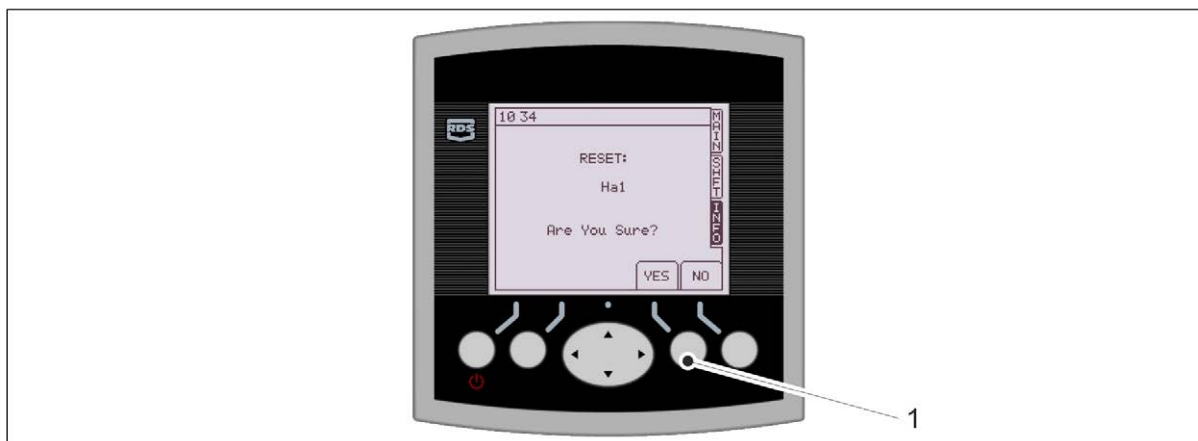 RDS
10 34
MAIN
SHFT
INFO
RESET:
Ha1
Are You Sure?
YES NO
1